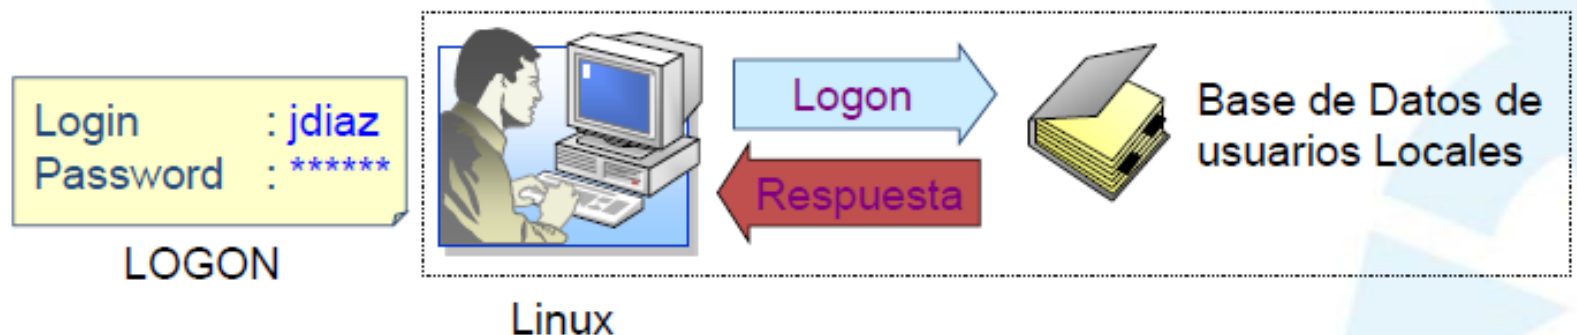 Login : jdiaz
Password : ******
LOGON
Linux
Logon
Respuesta
Base de Datos de
usuarios Locales